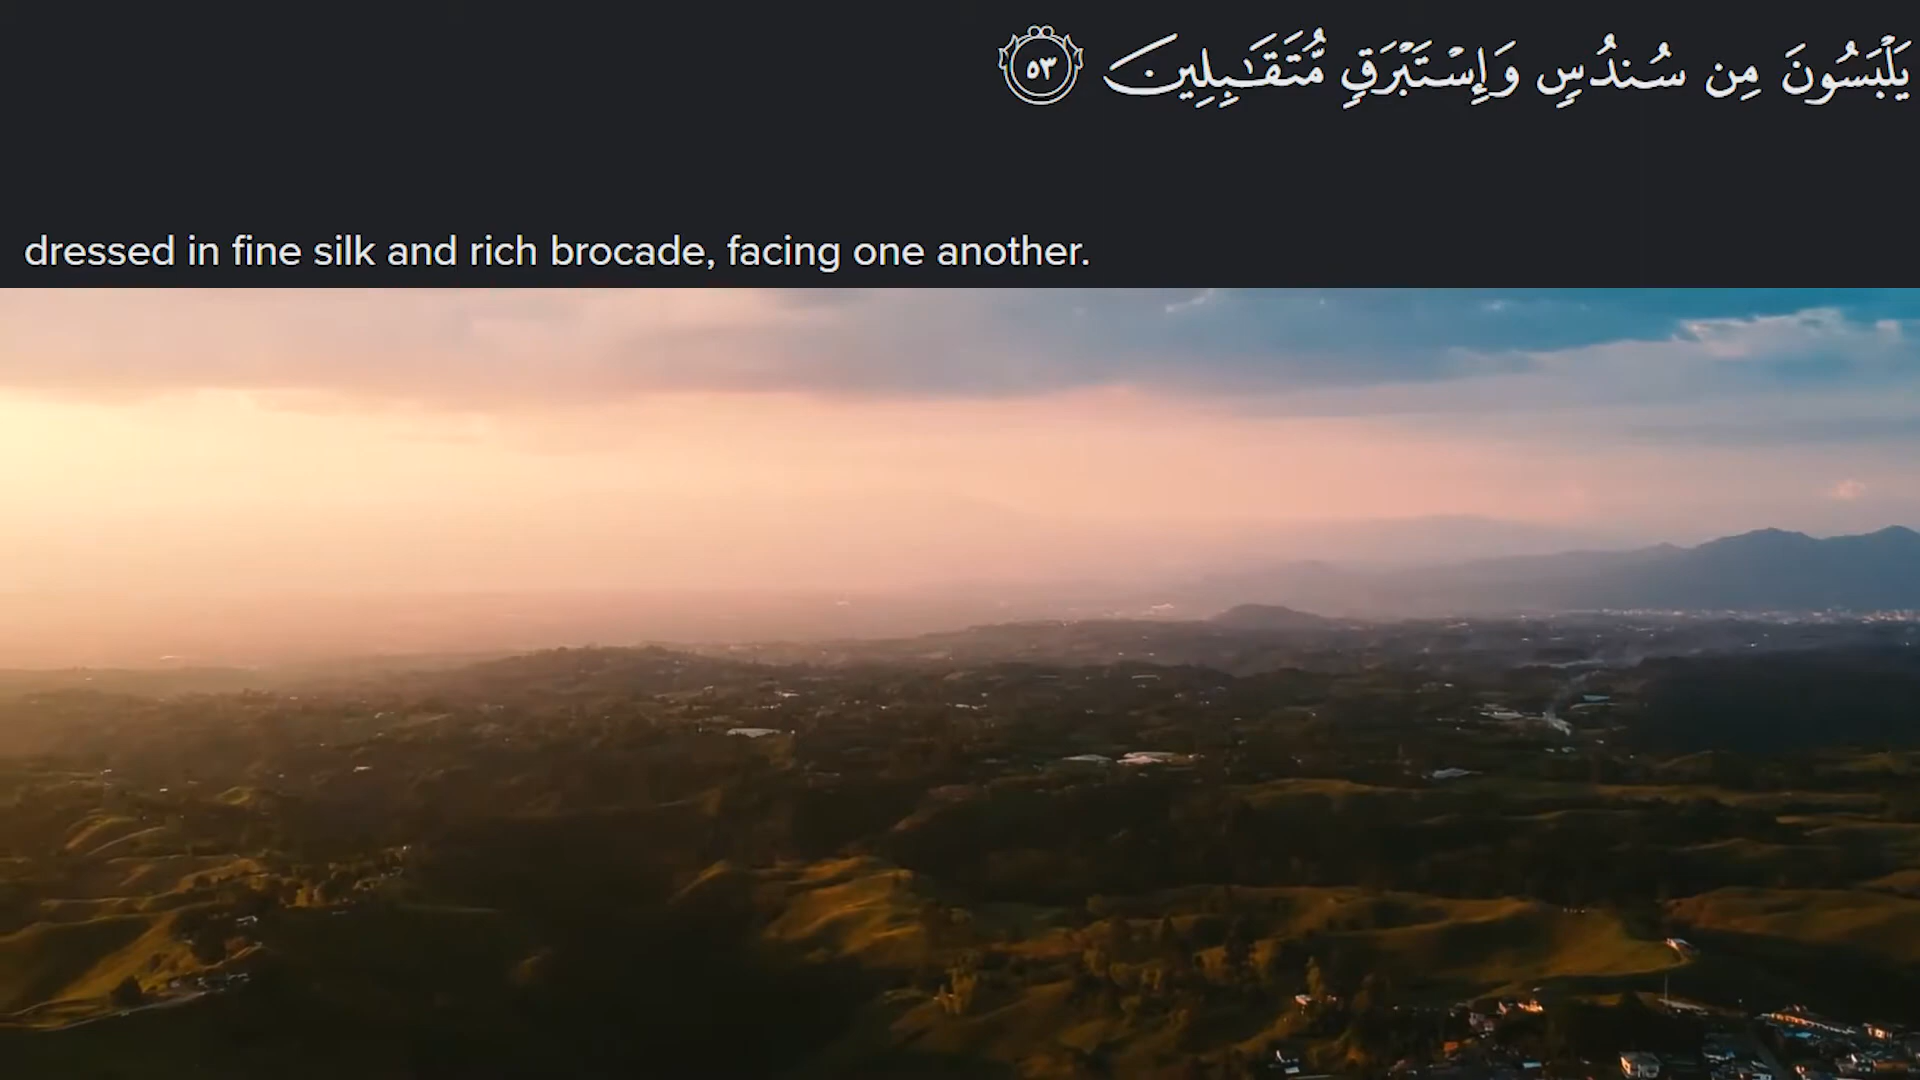 يَلْبَسُونَ مِن سُندُسٍ وَإِسْتَبْرَقٍ مُّتَقَـٰبِلِينَ ٥٣
dressed in fine silk and rich brocade, facing one another.